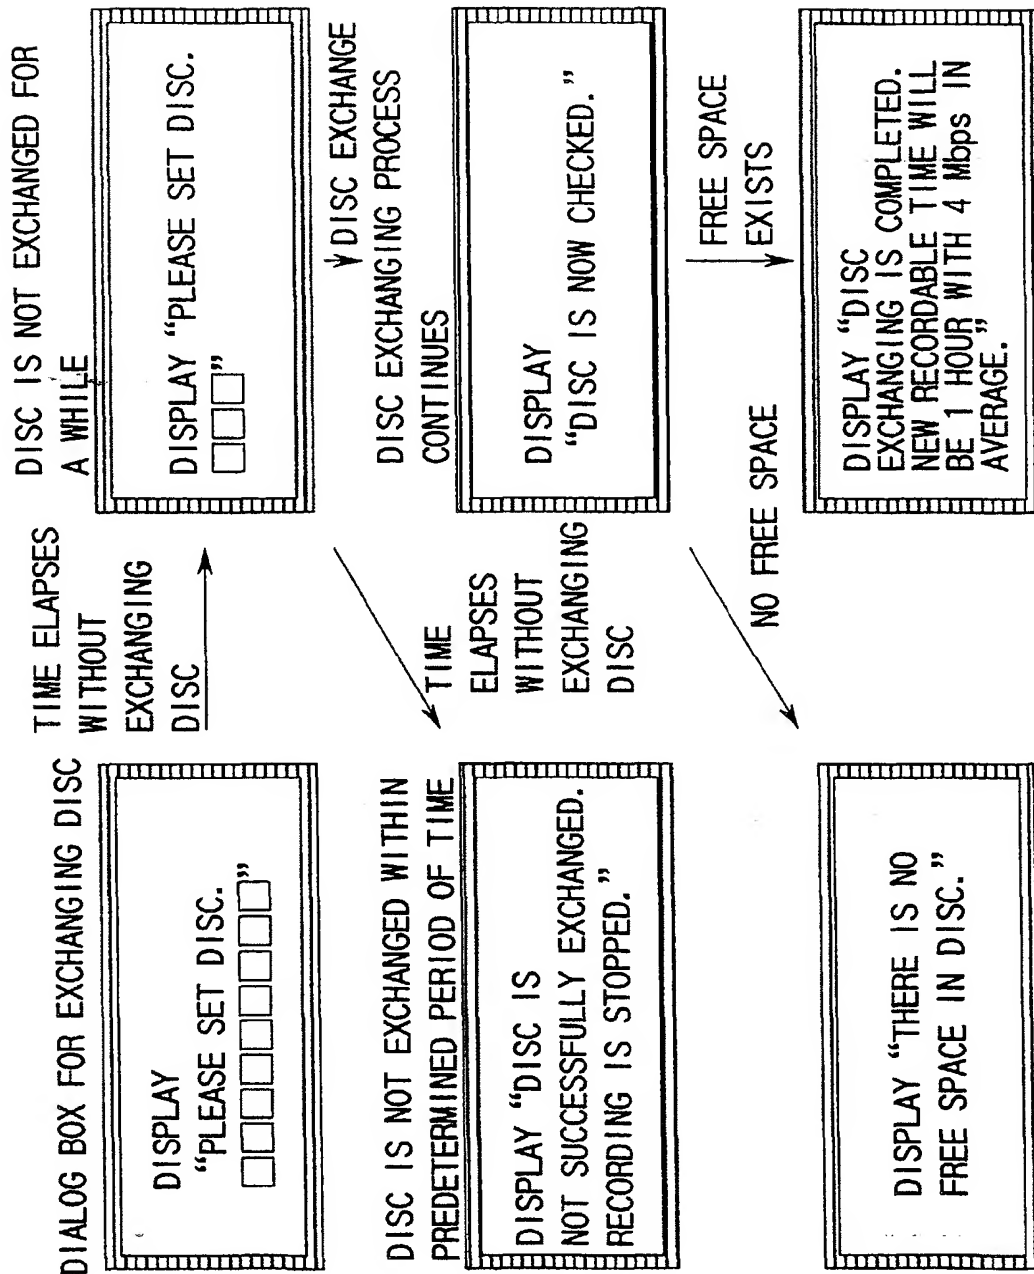 DIALOG BOX FOR EXCHANGING DISC
DISPLAY
“PLEASE SET DISC.
”
TIME ELAPSES
WITHOUT
EXCHANGING
DISC
DISC IS NOT EXCHANGED FOR
A WHILE
DISPLAY “PLEASE SET DISC.
”
DISC IS NOT EXCHANGED WITHIN
PREDETERMINED PERIOD OF TIME
DISPLAY “DISC IS
NOT SUCCESSFULLY EXCHANGED.
RECORDING IS STOPPED.”
TIME
ELAPSES
WITHOUT
EXCHANGING
DISC
DISC EXCHANGE
DISC EXCHANGING PROCESS
CONTINUES
DISPLAY
“DISC IS NOW CHECKED.”
DISPLAY “THERE IS NO
FREE SPACE IN DISC.”
NO FREE SPACE
FREE SPACE
EXISTS
DISPLAY “DISC
EXCHANGING IS COMPLETED.
NEW RECORDABLE TIME WILL
BE 1 HOUR WITH 4 Mbps IN
AVERAGE.”